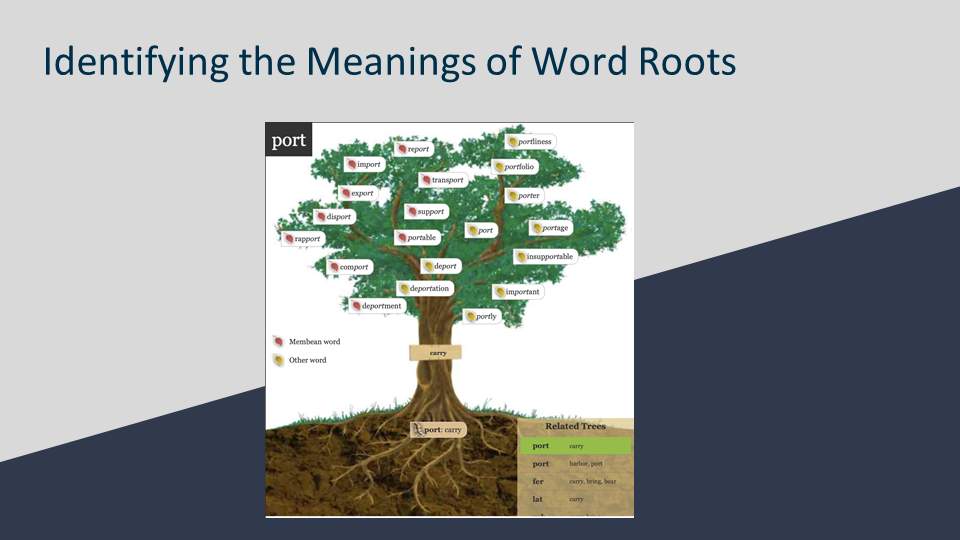 Identifying the Meanings of Word Roots
port
report
portliness
import
portfolio
transport
export
porter
disport
support
port
portage
rapport
portable
insupportable
comport
deport
deportation
important
deportment
portly
Membean word
Other word
carry
port: carry
Related Trees
port carry
port harbor, port
fer carry, bring, bear
lat carry